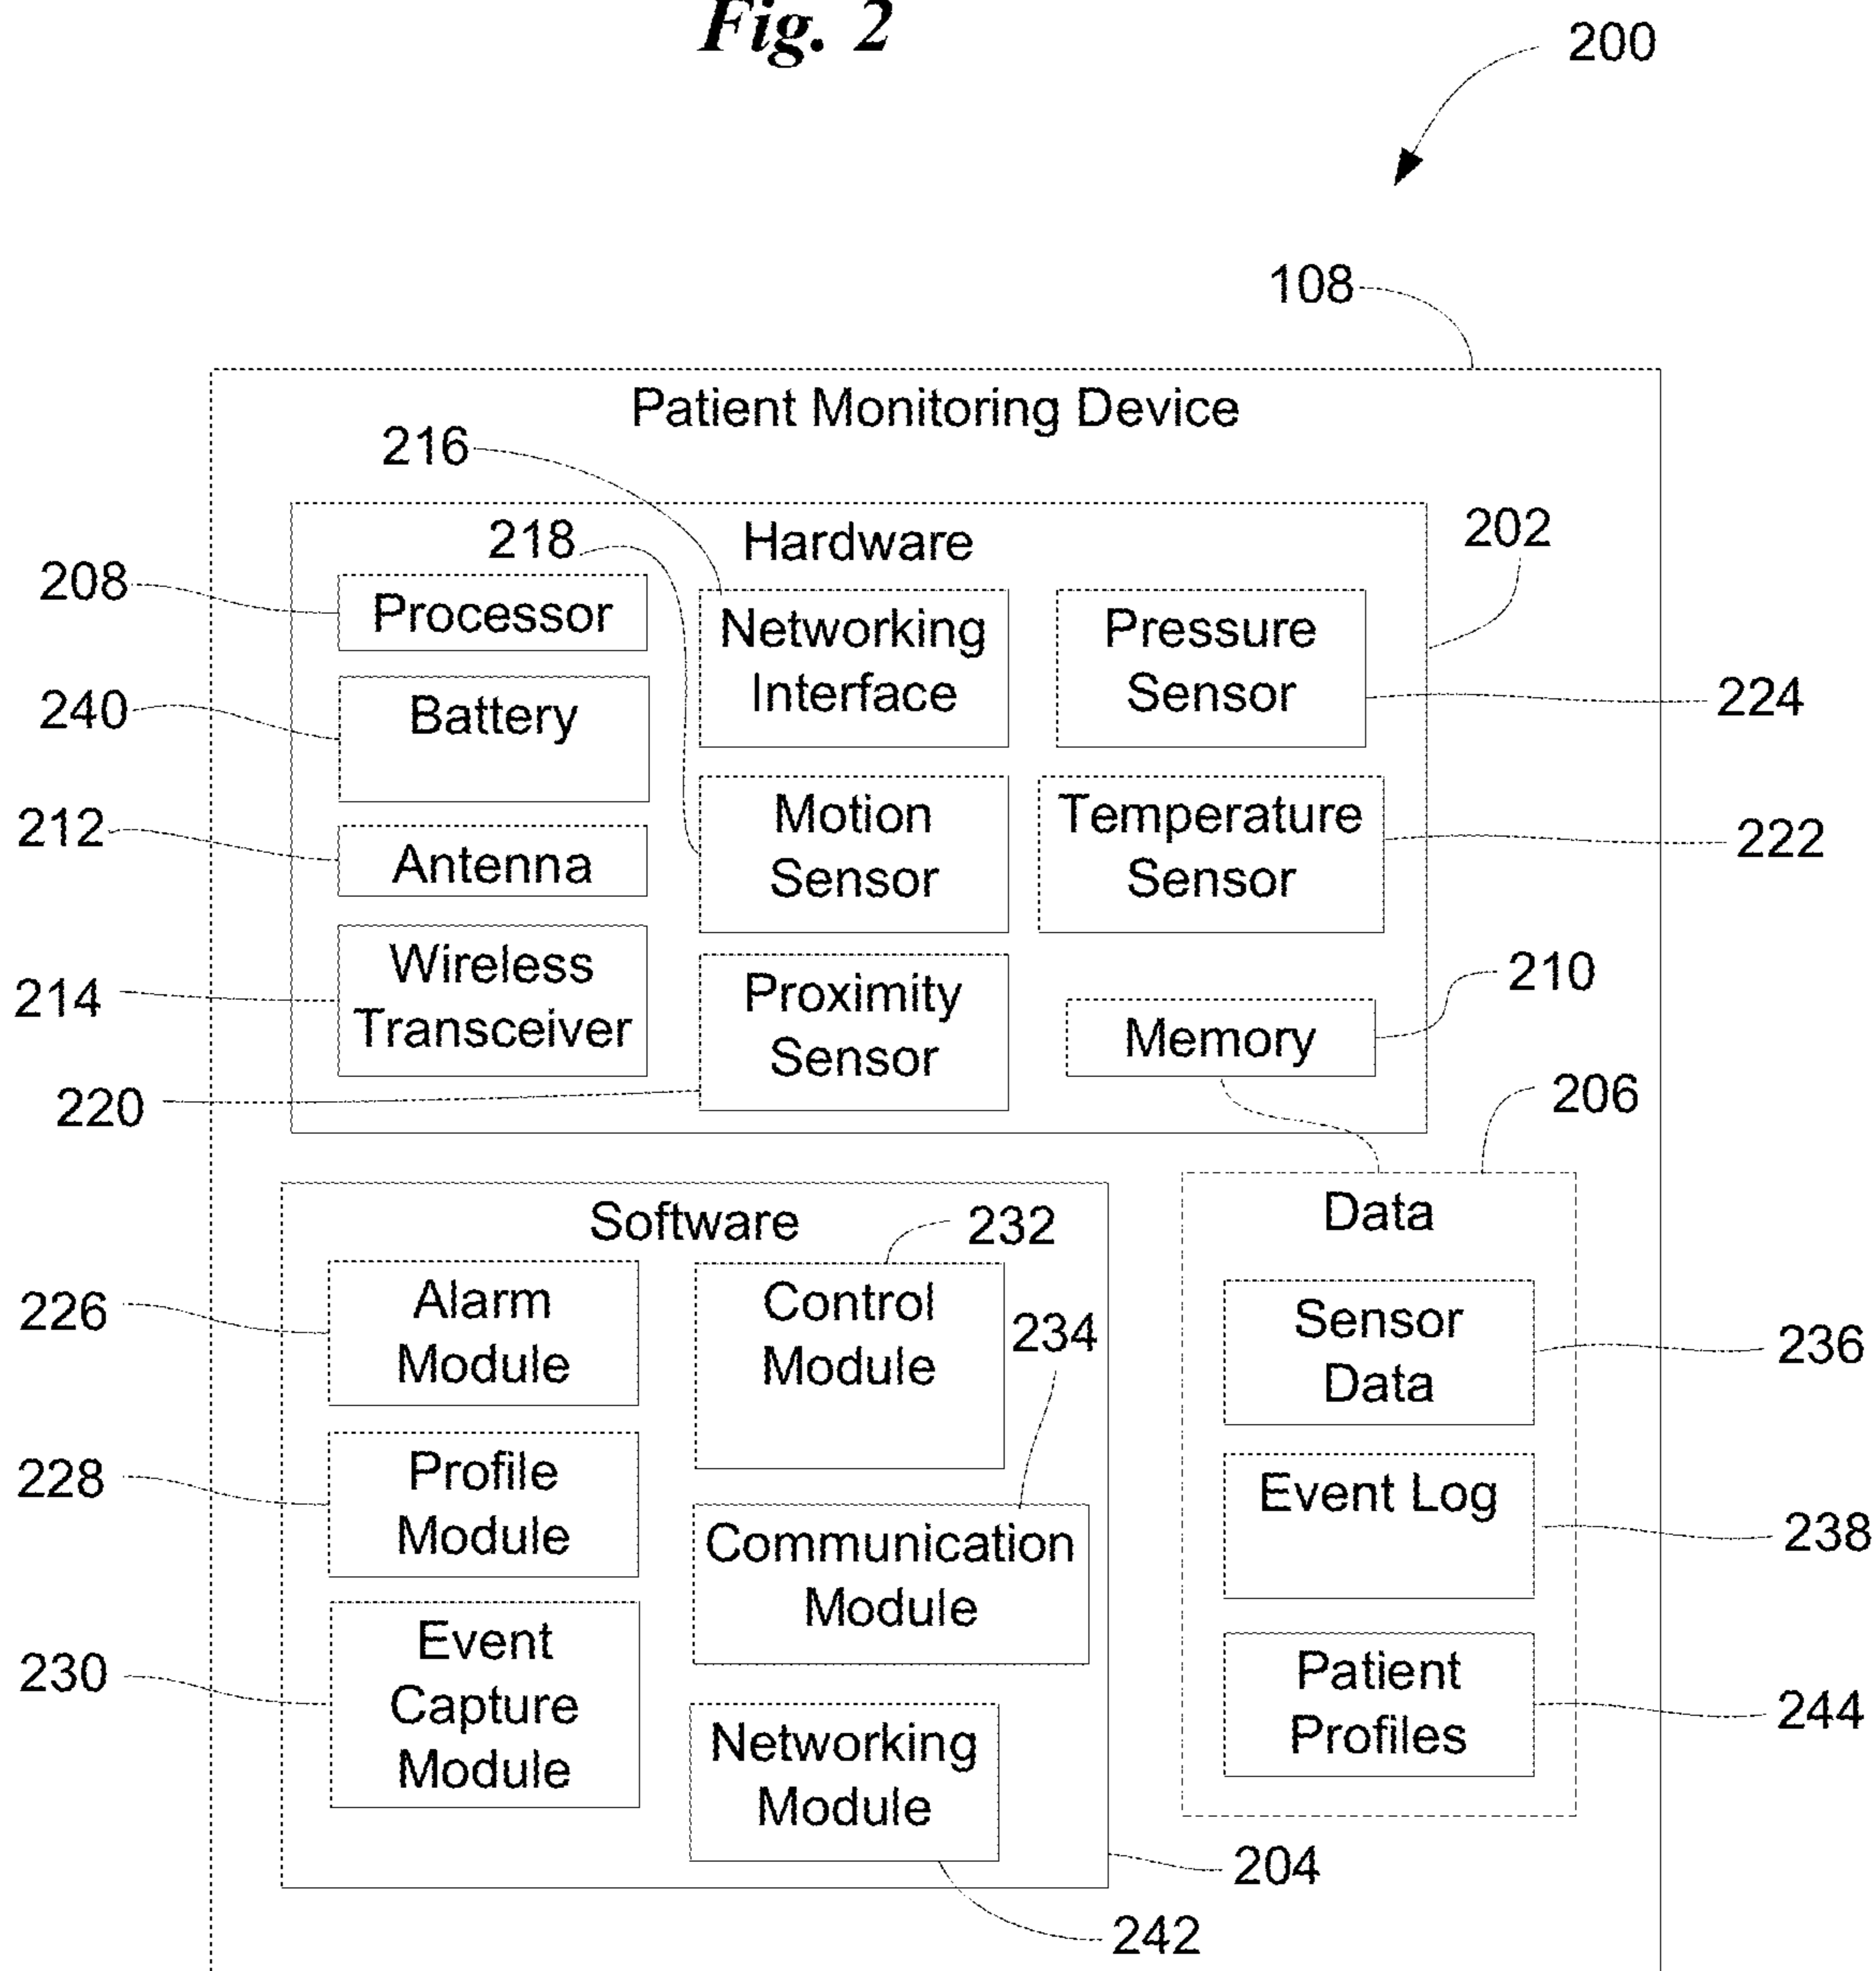 Fig. 2
200
108
Patient Monitoring Device
216
Hardware
218
202
208
Processor
Networking
Interface
Pressure
Sensor
240
Battery
224
212
Antenna
Motion
Sensor
Temperature
Sensor
222
214
Wireless
Transceiver
Proximity
Sensor
210
Memory
220
206
Software
232
Data
226
Alarm
Module
Control
Module
234
Sensor
Data
236
228
Profile
Module
Communication
Module
Event Log
238
230
Event
Capture
Module
Networking
Module
Patient
Profiles
244
204
242